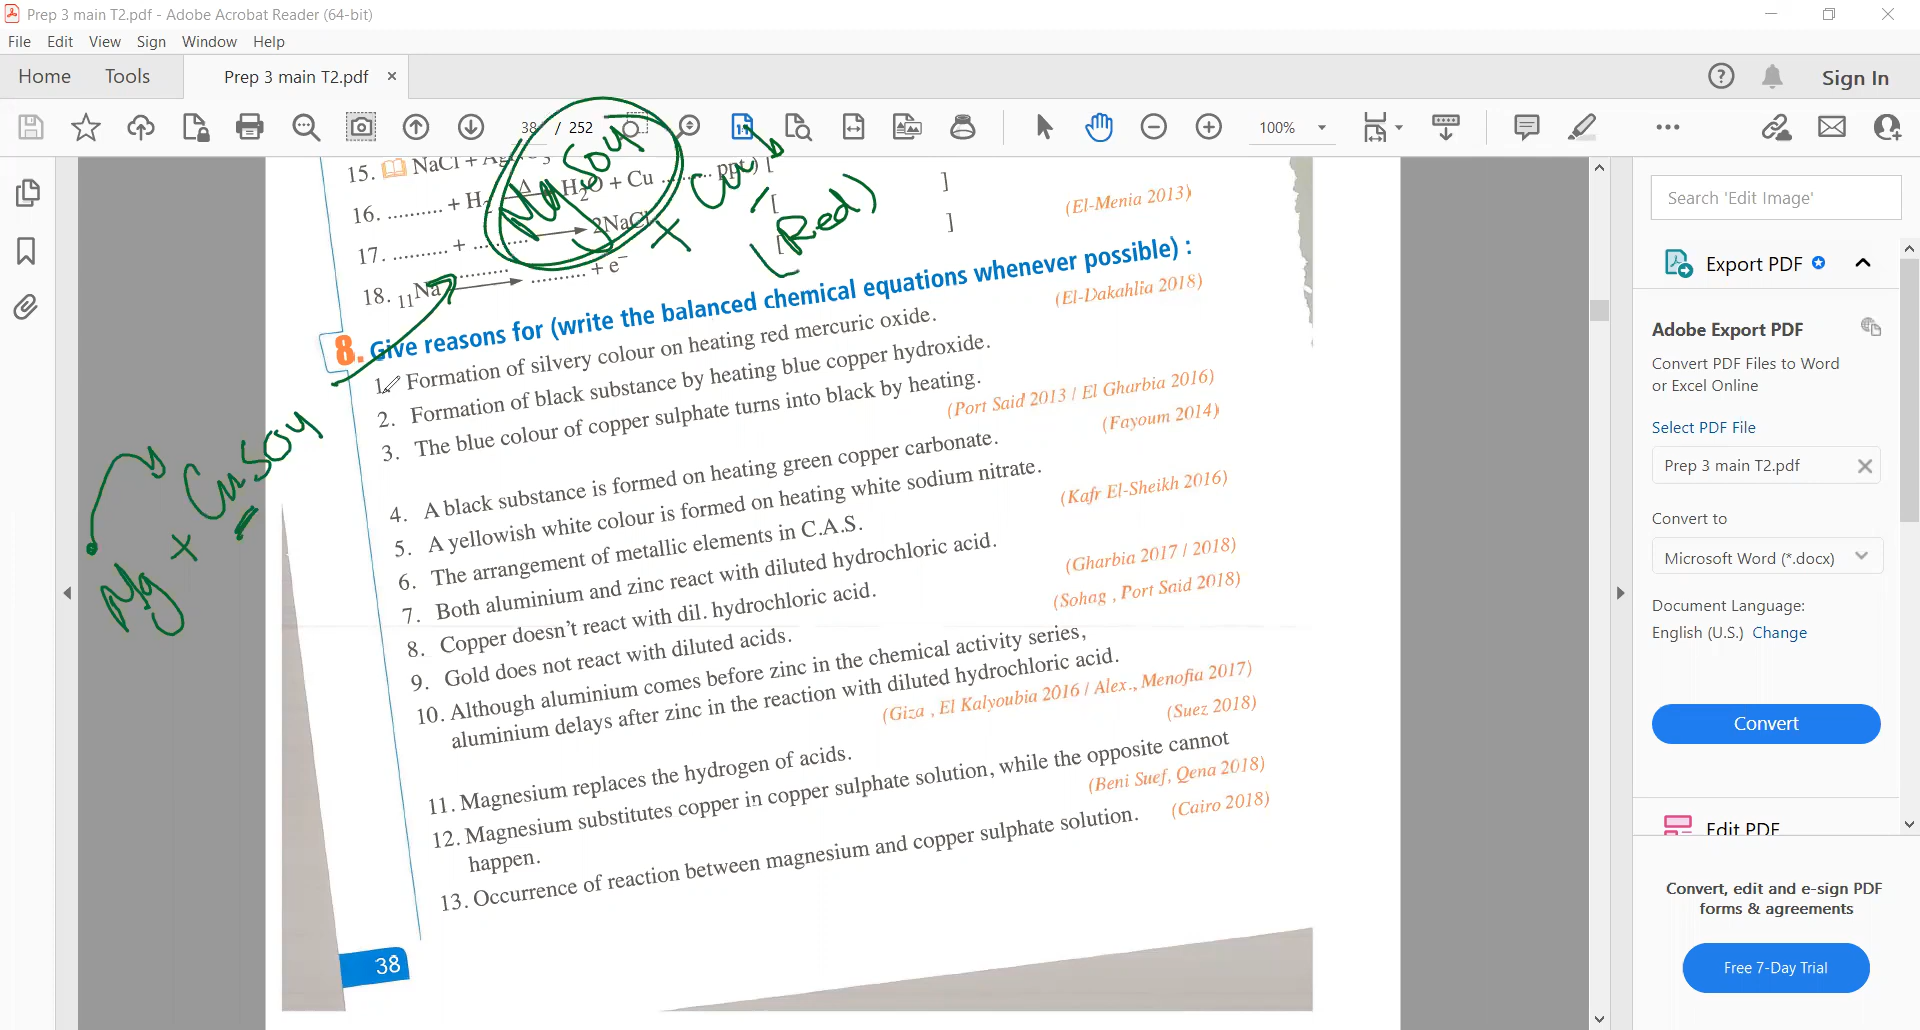 Prep 3 main T2.pdf - Adobe Acrobat Reader (64-bit)
File Edit View Sign Window Help
Home Tools Prep 3 main T2.pdf × Sign In
38 / 252 100%
15. NaCl + AgNO3
16. .......... + H2 Δ H2O + Cu ......... ppt.) [ ]
17. .......... + .......... 2NaCl [ ] (El-Menia 2013)
18. 11Na .......... + e− [ ]
MgSO4 + Cu
(Red)
8. Give reasons for (write the balanced chemical equations whenever possible) :
1. Formation of silvery colour on heating red mercuric oxide. (El-Dakahlia 2018)
2. Formation of black substance by heating blue copper hydroxide.
3. The blue colour of copper sulphate turns into black by heating.
(Port Said 2013 / El Gharbia 2016)
4. A black substance is formed on heating green copper carbonate. (Fayoum 2014)
5. A yellowish white colour is formed on heating white sodium nitrate.
6. The arrangement of metallic elements in C.A.S. (Kafr El-Sheikh 2016)
7. Both aluminium and zinc react with diluted hydrochloric acid.
8. Copper doesn't react with dil. hydrochloric acid. (Gharbia 2017 / 2018)
9. Gold does not react with diluted acids. (Sohag , Port Said 2018)
10. Although aluminium comes before zinc in the chemical activity series,
aluminium delays after zinc in the reaction with diluted hydrochloric acid.
(Giza , El Kalyoubia 2016 / Alex., Menofia 2017)
11. Magnesium replaces the hydrogen of acids. (Suez 2018)
12. Magnesium substitutes copper in copper sulphate solution, while the opposite cannot
happen. (Beni Suef, Qena 2018)
13. Occurrence of reaction between magnesium and copper sulphate solution. (Cairo 2018)
38
Mg + CuSO4
Search 'Edit Image'
Export PDF
Adobe Export PDF
Convert PDF Files to Word
or Excel Online
Select PDF File
Prep 3 main T2.pdf
Convert to
Microsoft Word (*.docx)
Document Language:
English (U.S.) Change
Convert
Edit PDF
Convert, edit and e-sign PDF
forms & agreements
Free 7-Day Trial